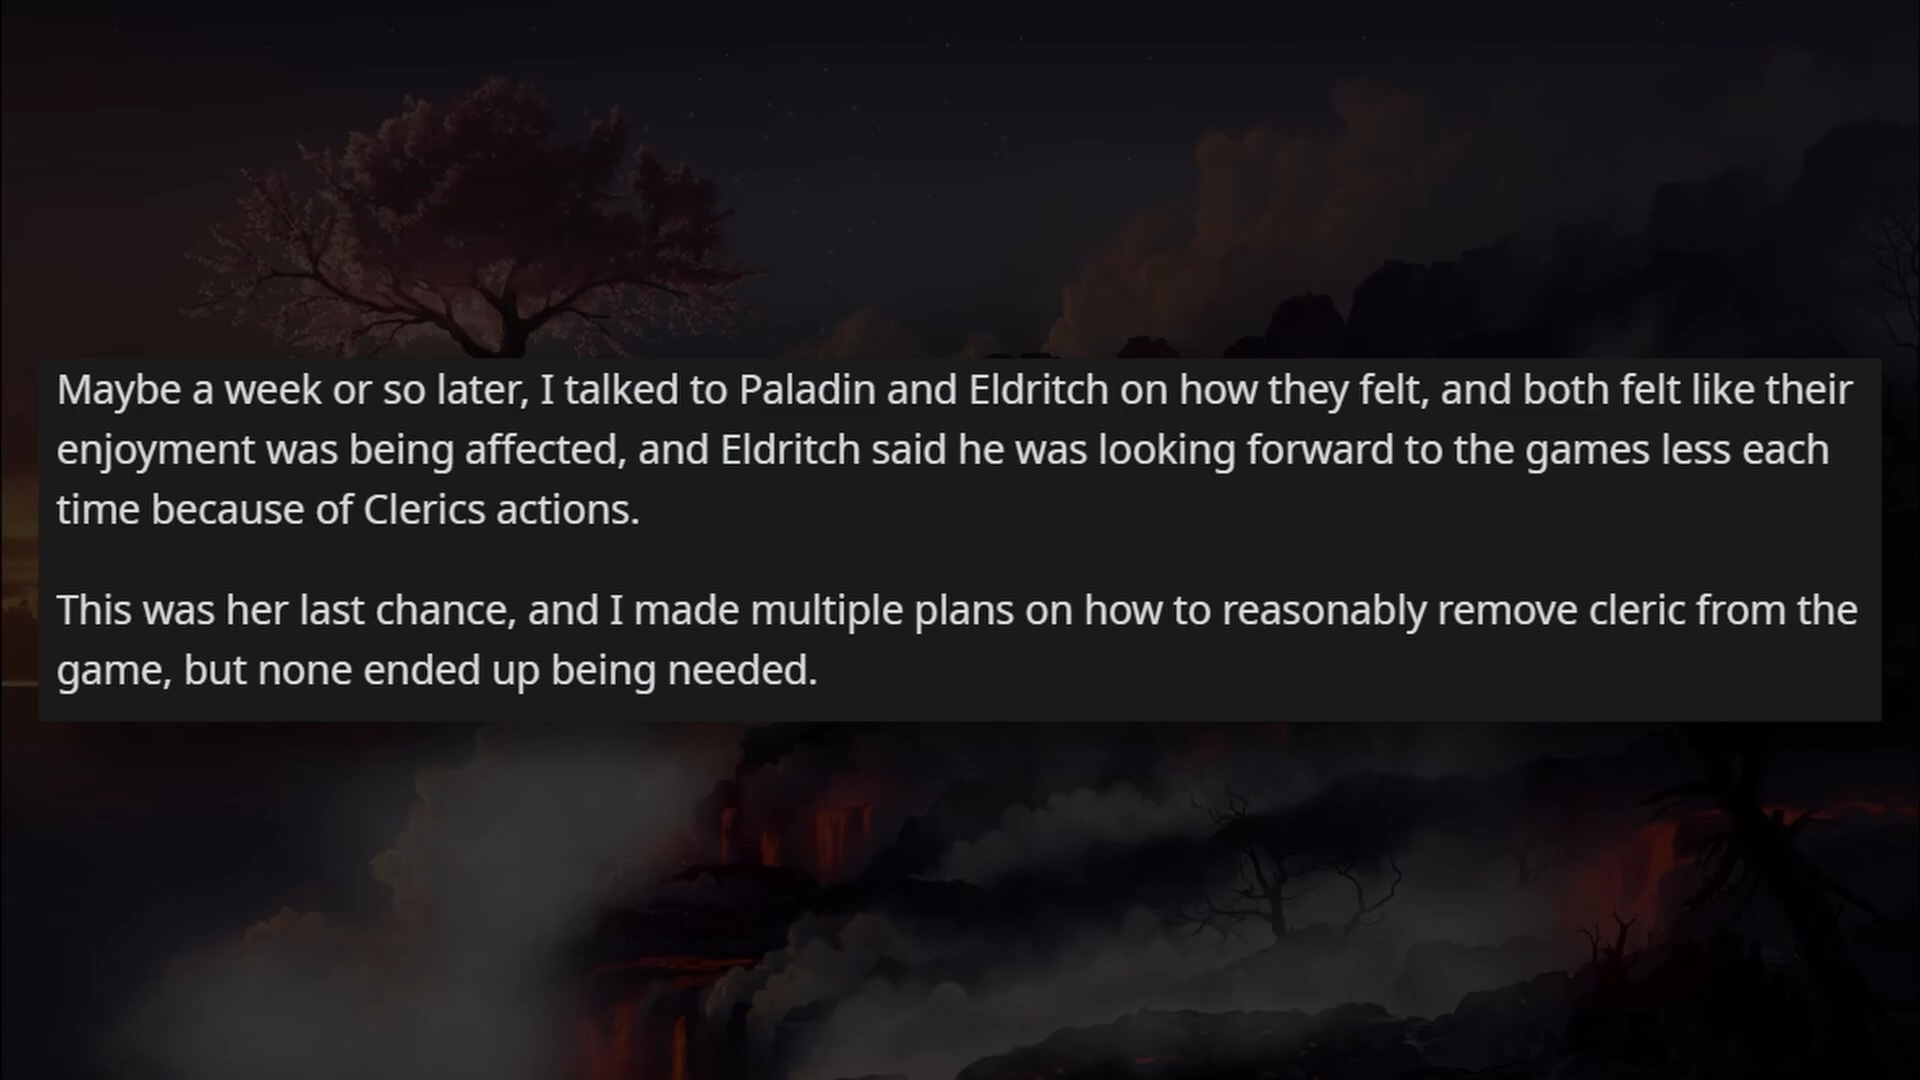 Maybe a week or so later, I talked to Paladin and Eldritch on how they felt, and both felt like their
enjoyment was being affected, and Eldritch said he was looking forward to the games less each
time because of Clerics actions.
This was her last chance, and I made multiple plans on how to reasonably remove cleric from the
game, but none ended up being needed.